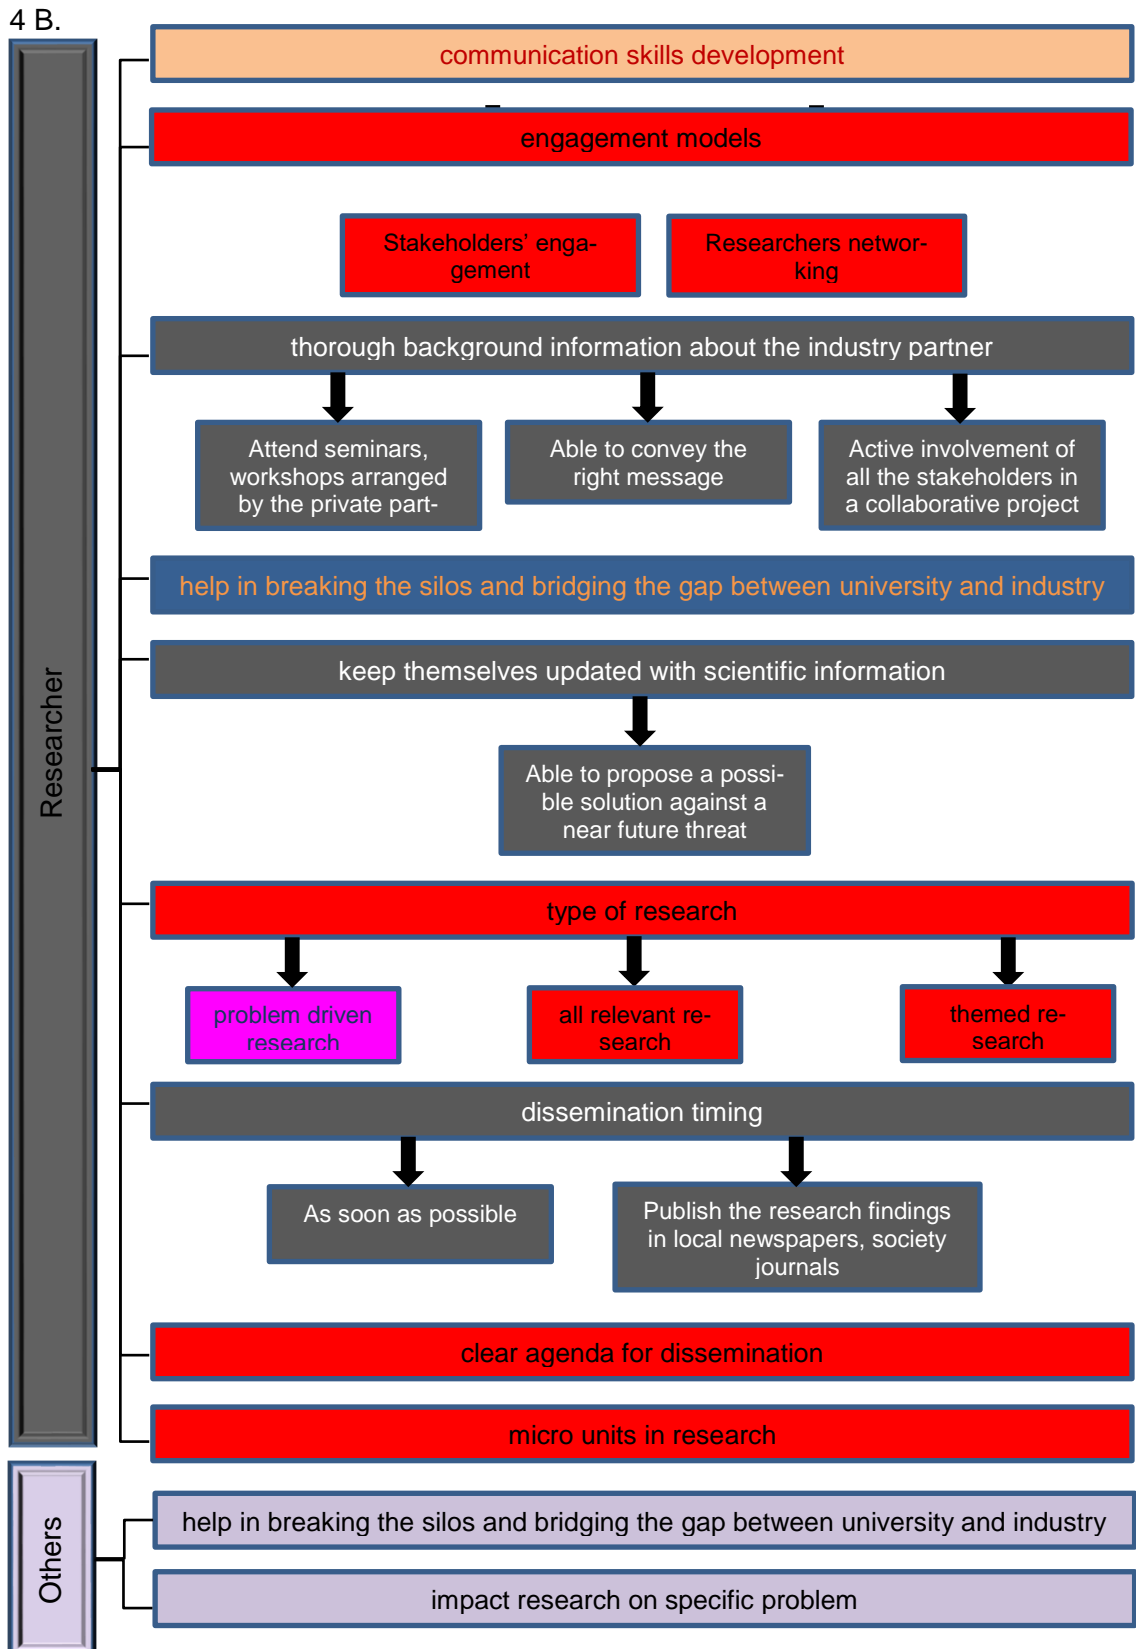 4 B.
communication skills development
engagement models
Stakeholders’ enga-
gement
Researchers networ-
king
thorough background information about the industry partner
Attend seminars,
workshops arranged
by the private part-
Able to convey the
right message
Active involvement of
all the stakeholders in
a collaborative project
help in breaking the silos and bridging the gap between university and industry
keep themselves updated with scientific information
Researcher
Able to propose a possi-
ble solution against a
near future threat
type of research
problem driven
research
all relevant re-
search
themed re-
search
dissemination timing
As soon as possible
Publish the research findings
in local newspapers, society
journals
clear agenda for dissemination
micro units in research
Others
help in breaking the silos and bridging the gap between university and industry
impact research on specific problem